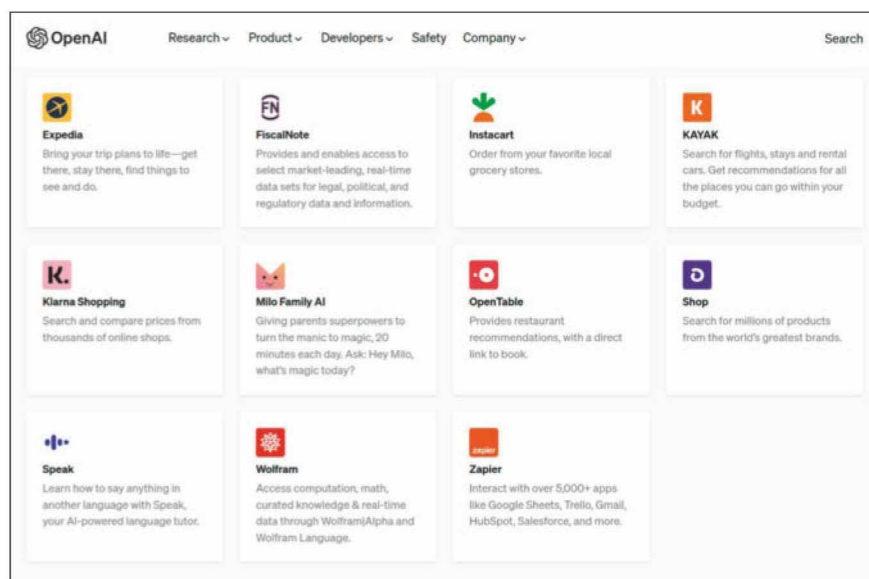 OpenAI Research Product Developers Safety Company Search
FN
K
Expedia
Bring your trip plans to life—get
there, stay there, find things to
see and do.
FiscalNote
Provides and enables access to
select market-leading, real-time
data sets for legal, political, and
regulatory data and information.
Instacart
Order from your favorite local
grocery stores.
KAYAK
Search for flights, stays and rental
cars. Get recommendations for all
the places you can go within your
budget.
K.
Klarna Shopping
Search and compare prices from
thousands of online shops.
Milo Family AI
Giving parents superpowers to
turn the manic to magic, 20
minutes each day. Ask: Hey Milo,
what's magic today?
OpenTable
Provides restaurant
recommendations, with a direct
link to book.
Shop
Search for millions of products
from the world's greatest brands.
Speak
Learn how to say anything in
another language with Speak,
your AI-powered language tutor.
Wolfram
Access computation, math,
curated knowledge & real-time
data through Wolfram|Alpha and
Wolfram Language.
zapier
Zapier
Interact with over 5,000+ apps
like Google Sheets, Trello, Gmail,
HubSpot, Salesforce, and more.